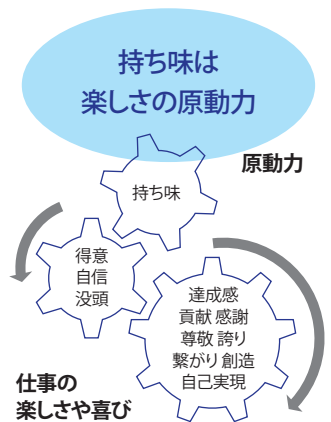 持ち味は
楽しさの原動力
原動力
持ち味
得意
自信
没頭
達成感
貢献 感謝
尊敬 誇り
繋がり 創造
自己実現
仕事の
楽しさや喜び